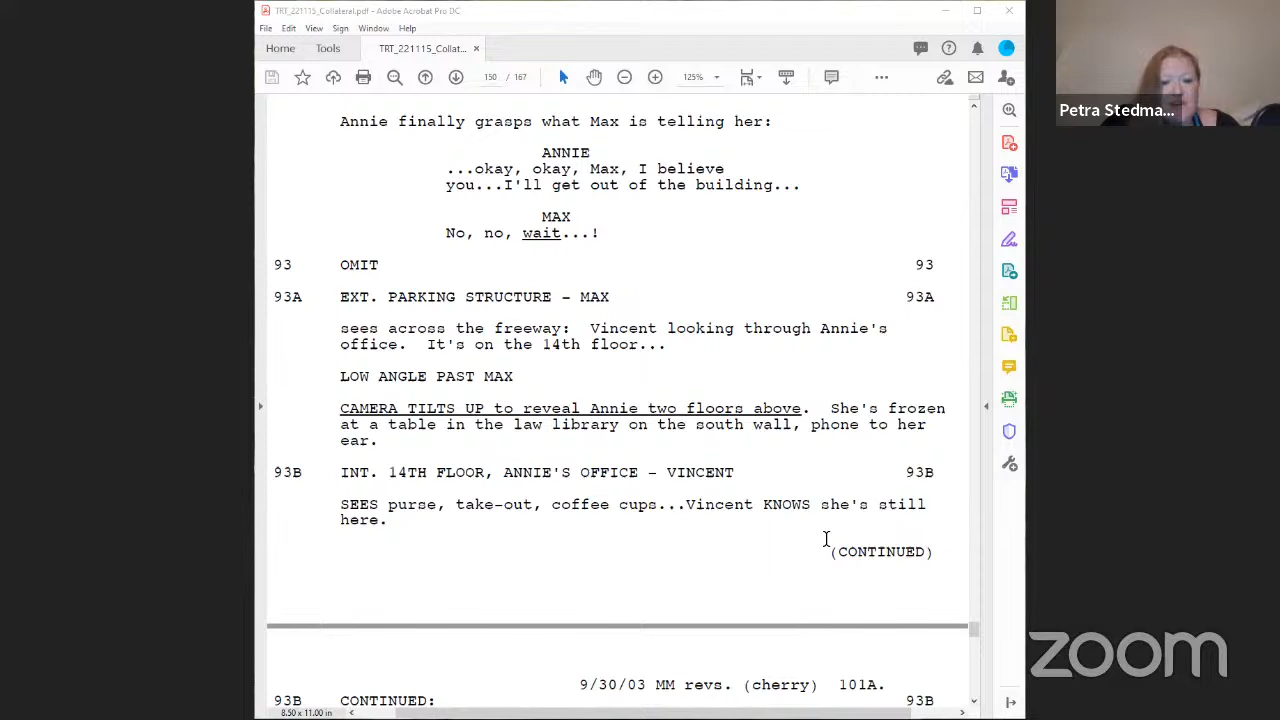 TRT_221115_Collateral.pdf - Adobe Acrobat Pro DC
File Edit View Sign Window Help
Home Tools TRT_221115_Collat... ×
150 / 167 125%
Petra Stedma...
Annie finally grasps what Max is telling her:
ANNIE
...okay, okay, Max, I believe
you...I'll get out of the building...
MAX
No, no, wait...!
93 OMIT 93
93A EXT. PARKING STRUCTURE - MAX 93A
sees across the freeway: Vincent looking through Annie's
office. It's on the 14th floor...
LOW ANGLE PAST MAX
CAMERA TILTS UP to reveal Annie two floors above. She's frozen
at a table in the law library on the south wall, phone to her
ear.
93B INT. 14TH FLOOR, ANNIE'S OFFICE - VINCENT 93B
SEES purse, take-out, coffee cups...Vincent KNOWS she's still
here.
(CONTINUED)
9/30/03 MM revs. (cherry) 101A.
93B CONTINUED: 93B
8.50 x 11.00 in
zoom